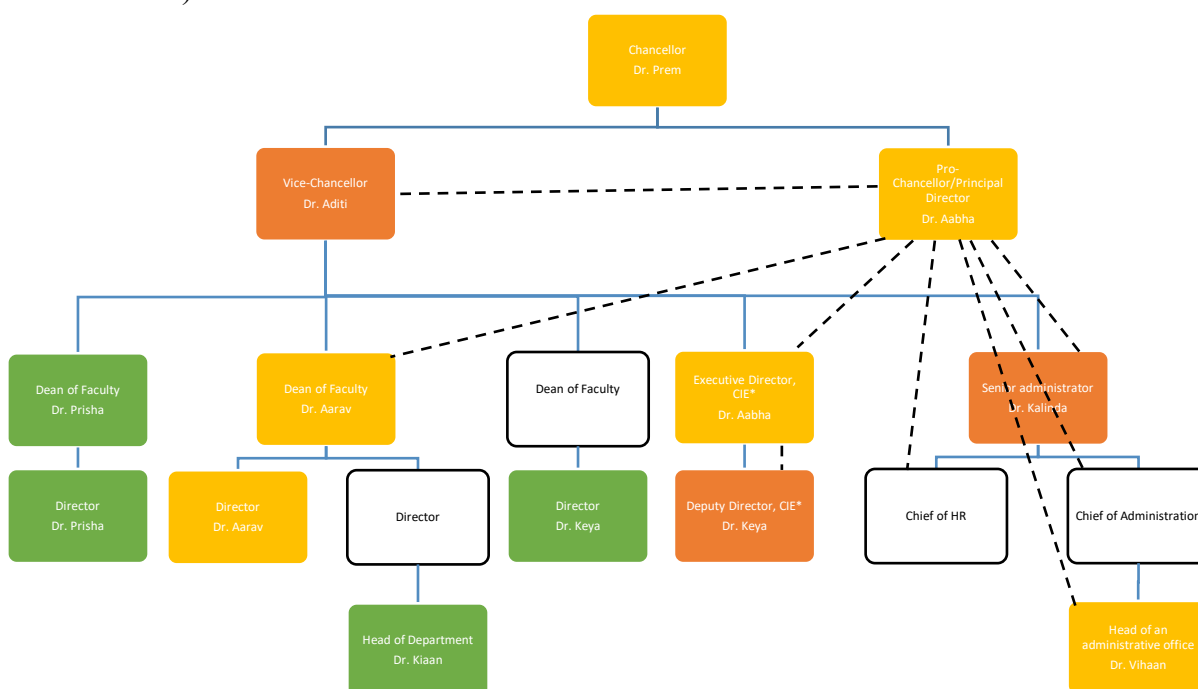 Chancellor
Dr. Prem
Vice-Chancellor
Dr. Aditi
Pro-
Chancellor/Principal
Director
Dr. Aabha
Dean of Faculty
Dr. Prisha
Dean of Faculty
Dr. Aarav
Dean of Faculty
Executive Director,
CIE*
Dr. Aabha
Senior administrator
Dr. Kalinda
Director
Dr. Prisha
Director
Dr. Aarav
Director
Director
Dr. Keya
Deputy Director, CIE*
Dr. Keya
Chief of HR
Chief of Administration
Head of Department
Dr. Kiaan
Head of an
administrative office
Dr. Vihaan